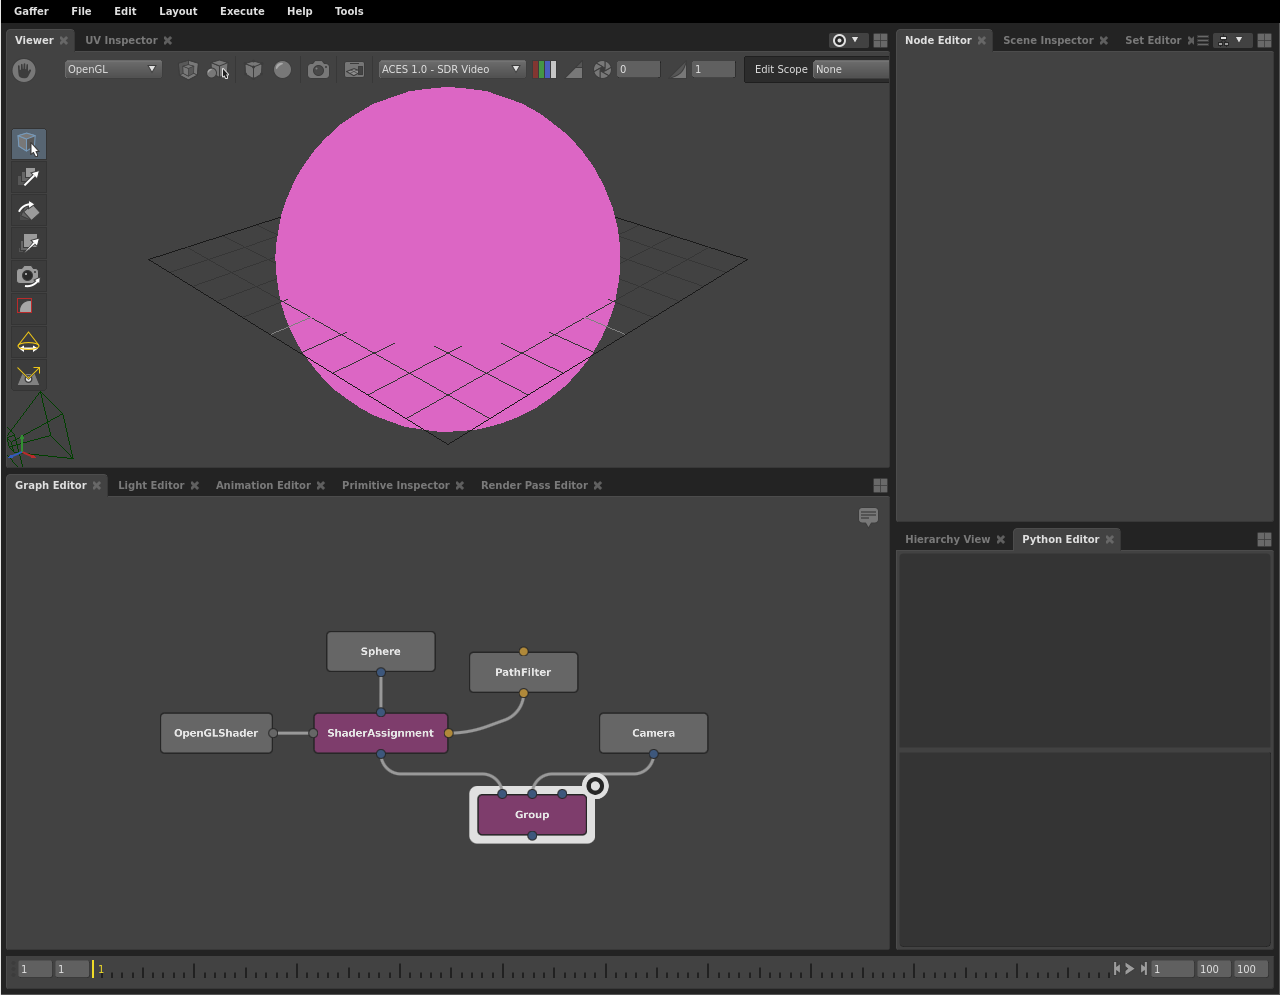 Gaffer File Edit Layout Execute Help Tools
Viewer UV Inspector
Node Editor Scene Inspector Set Editor
OpenGL ACES 1.0 - SDR Video 0 1 Edit Scope None
Graph Editor Light Editor Animation Editor Primitive Inspector Render Pass Editor
Hierarchy View Python Editor
Sphere
PathFilter
OpenGLShader ShaderAssignment Camera
Group
1 1 1 1 100 100